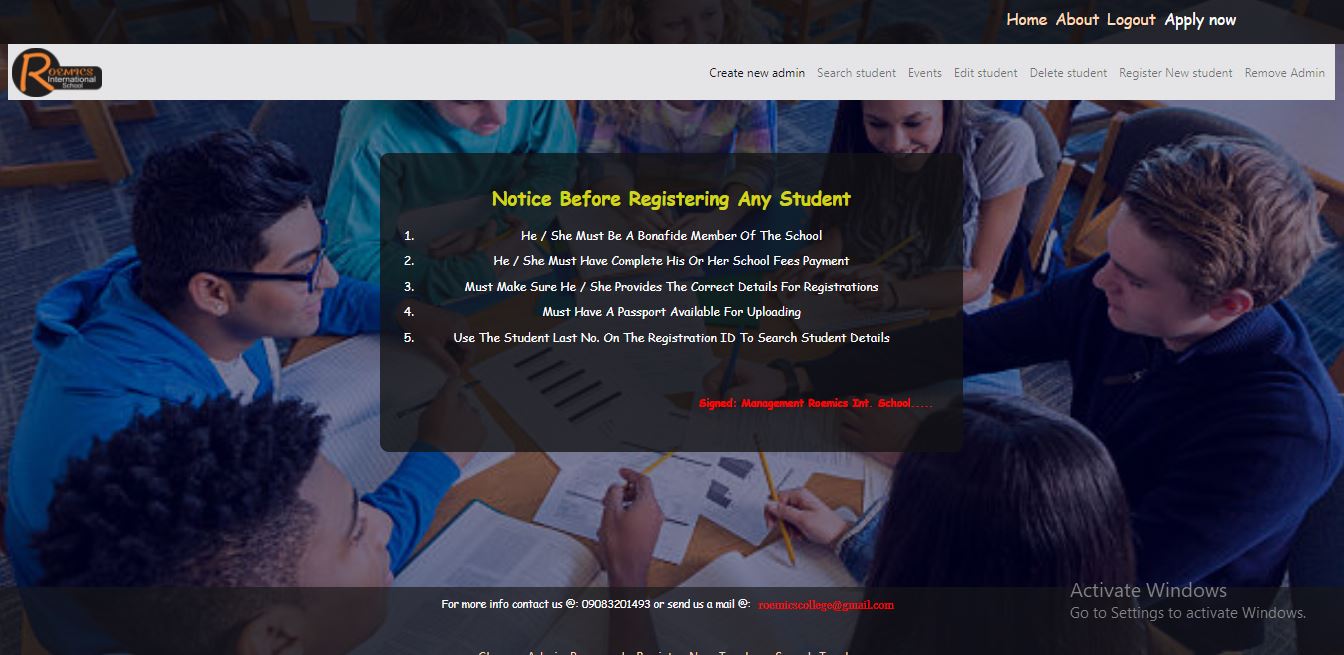 Home About Logout Apply now
ROEMICS
International
School
Create new admin Search student Events Edit student Delete student Register New student Remove Admin
Notice Before Registering Any Student
1. He / She Must Be A Bonafide Member Of The School
2. He / She Must Have Complete His Or Her School Fees Payment
3. Must Make Sure He / She Provides The Correct Details For Registrations
4. Must Have A Passport Available For Uploading
5. Use The Student Last No. On The Registration ID To Search Student Details
Signed: Management Roemics Int. School.....
For more info contact us @: 09083201493 or send us a mail @: roemicscollege@gmail.com
Activate Windows
Go to Settings to activate Windows.